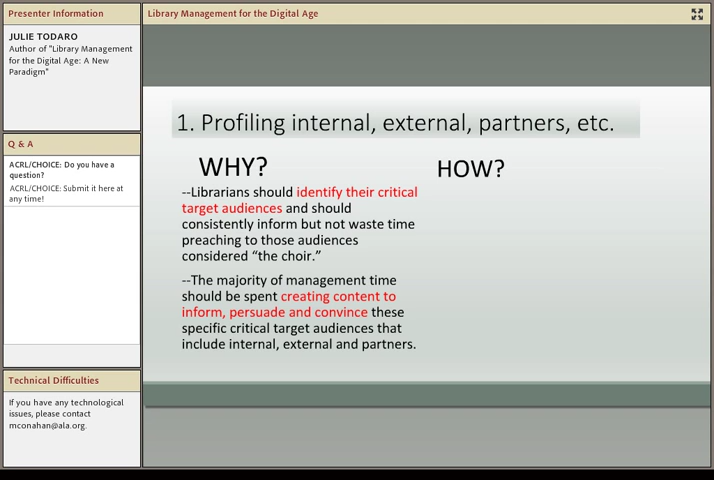 Presenter Information
JULIE TODARO
Author of "Library Management
for the Digital Age: A New
Paradigm"
Q & A
ACRL/CHOICE: Do you have a
question?
ACRL/CHOICE: Submit it here at
any time!
Technical Difficulties
If you have any technological
issues, please contact
mconahan@ala.org.
Library Management for the Digital Age
1. Profiling internal, external, partners, etc.
WHY?
--Librarians should identify their critical
target audiences and should
consistently inform but not waste time
preaching to those audiences
considered “the choir.”
--The majority of management time
should be spent creating content to
inform, persuade and convince these
specific critical target audiences that
include internal, external and partners.
HOW?